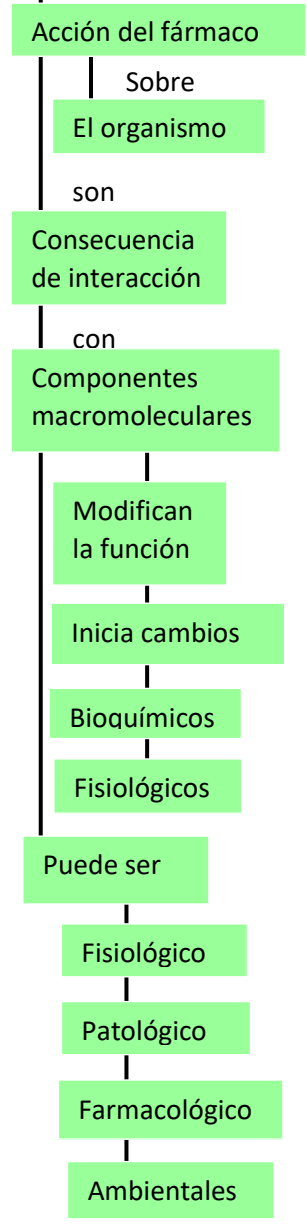 Acción del fármaco
Sobre
El organismo
son
Consecuencia
de interacción
con
Componentes
macromoleculares
Modifican
la función
Inicia cambios
Bioquímicos
Fisiológicos
Puede ser
Fisiológico
Patológico
Farmacológico
Ambientales